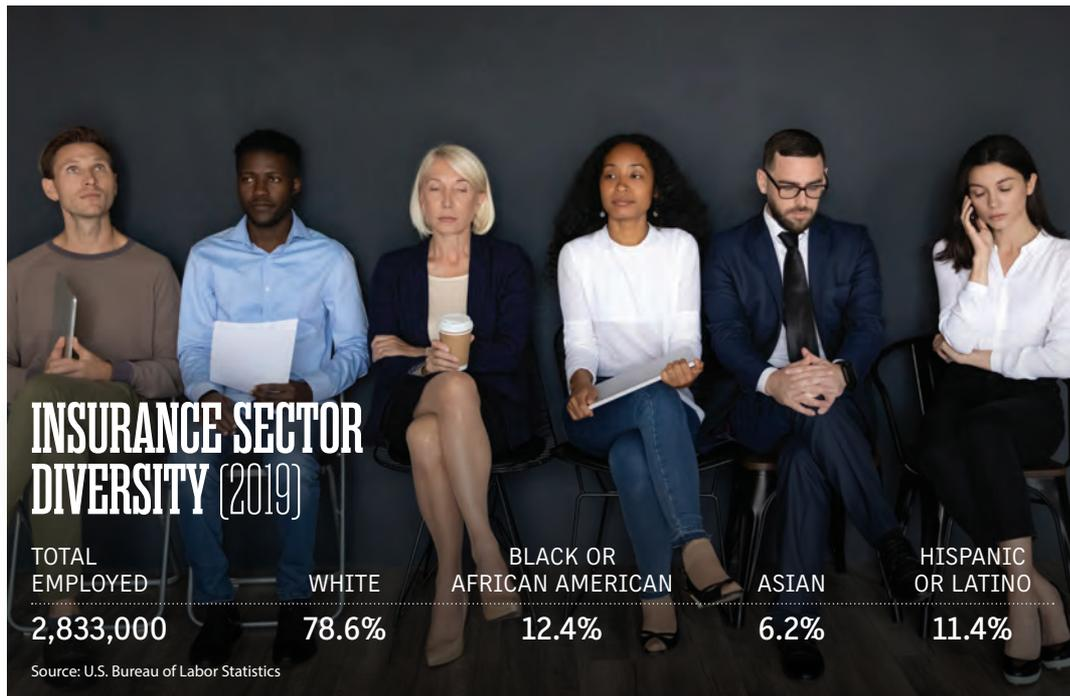 INSURANCE SECTOR
DIVERSITY (2019)
TOTAL
EMPLOYED
WHITE
BLACK OR
AFRICAN AMERICAN
ASIAN
HISPANIC
OR LATINO
2,833,000
78.6%
12.4%
6.2%
11.4%
Source: U.S. Bureau of Labor Statistics